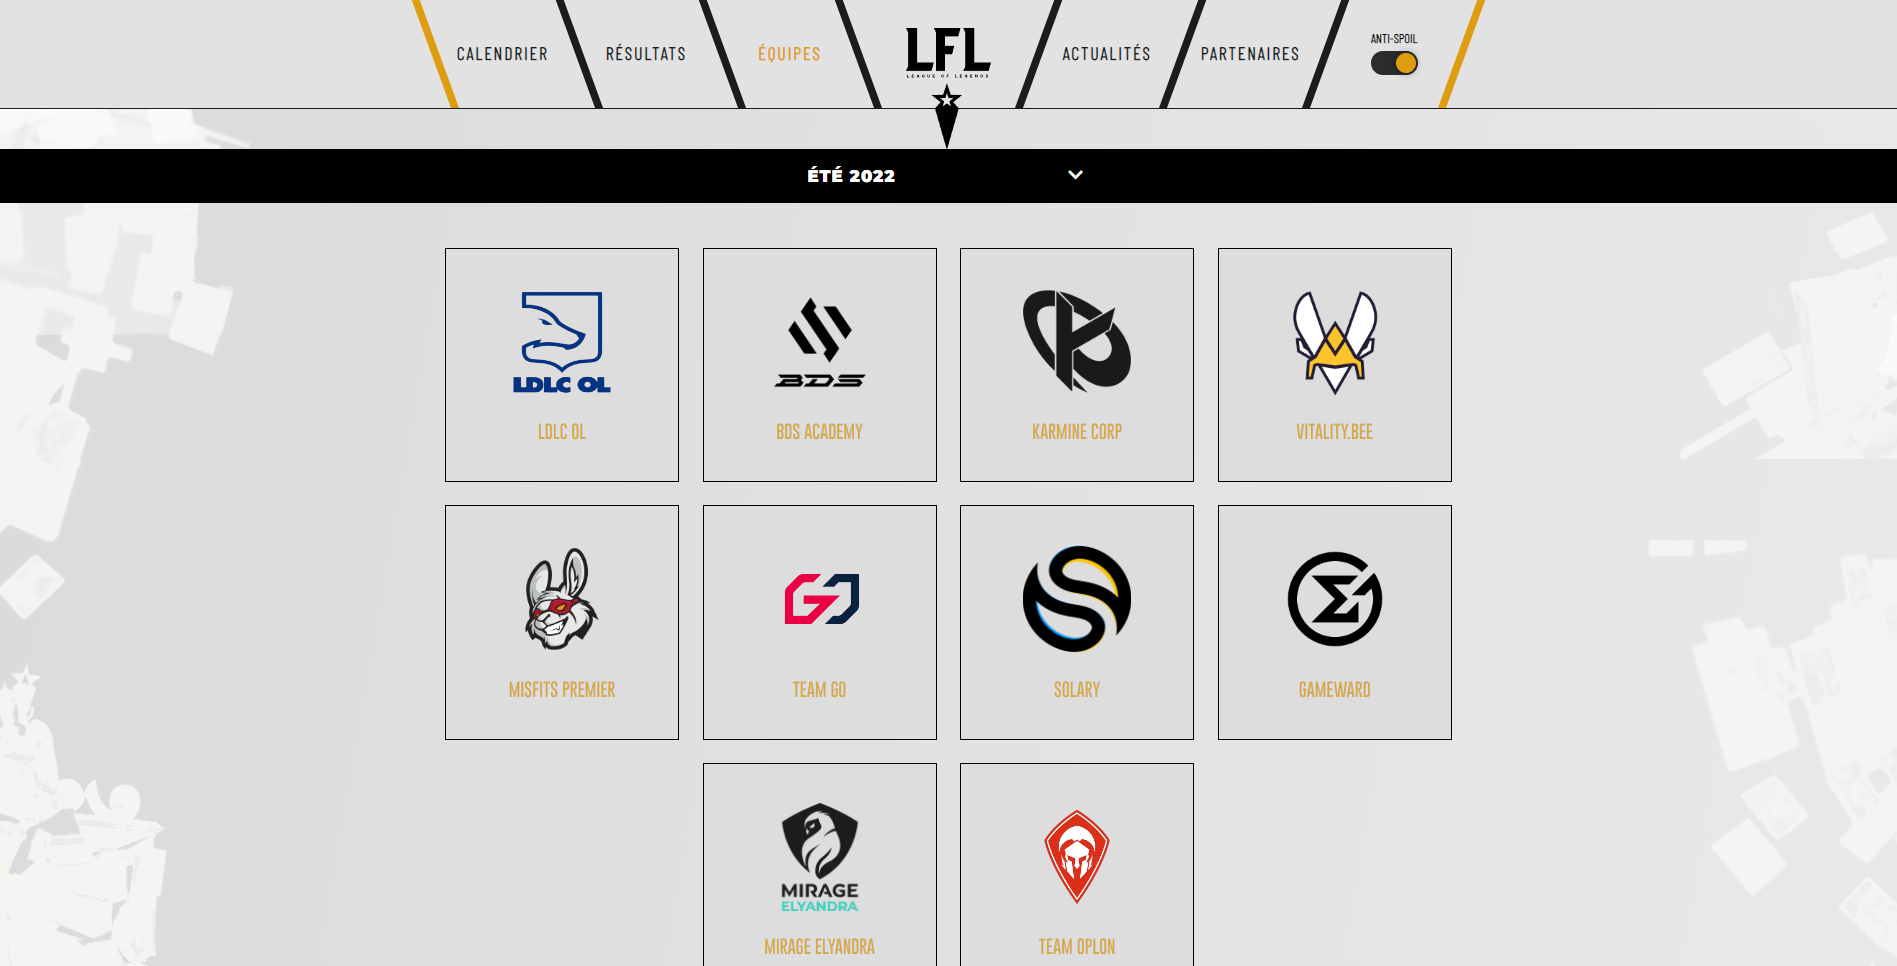 CALENDRIER
RÉSULTATS
ÉQUIPES
LFL
LEAGUE OF LEGENDS
ACTUALITÉS
PARTENAIRES
ANTI-SPOIL
ÉTÉ 2022
LDLC OL
LDLC OL
BDS
BDS ACADEMY
KARMINE CORP
VITALITY.BEE
MISFITS PREMIER
GO
TEAM GO
SOLARY
GAMEWARD
MIRAGE
ELYANDRA
MIRAGE ELYANDRA
TEAM OPLON